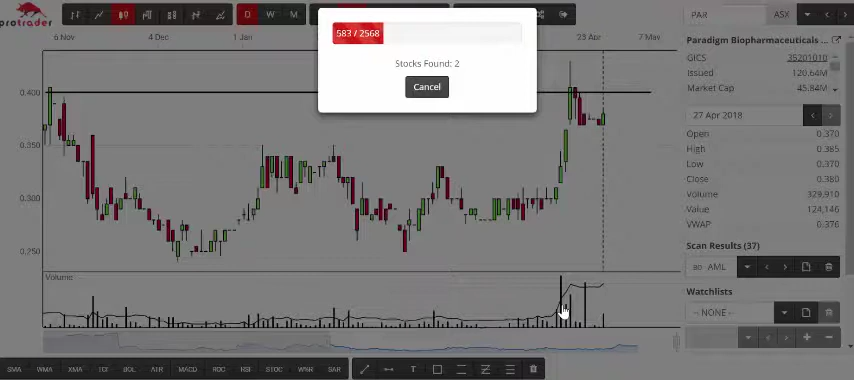 protrader
D W M
PAR
ASX
6 Nov
4 Dec
1 Jan
23 Apr
7 May
583 / 2568
Stocks Found: 2
Cancel
0.400
0.350
0.300
0.250
Volume
Paradigm Biopharmaceuticals ...
GICS 35201010
Issued 120.64M
Market Cap 45.84M
27 Apr 2018
Open 0.370
High 0.385
Low 0.370
Close 0.380
Volume 329,910
Value 124,146
VWAP 0.376
Scan Results (37)
80 AML
Watchlists
-- NONE --
SMA WMA XMA TCF BOL ATR MACD ROC RSI STOC W%R SAR
T